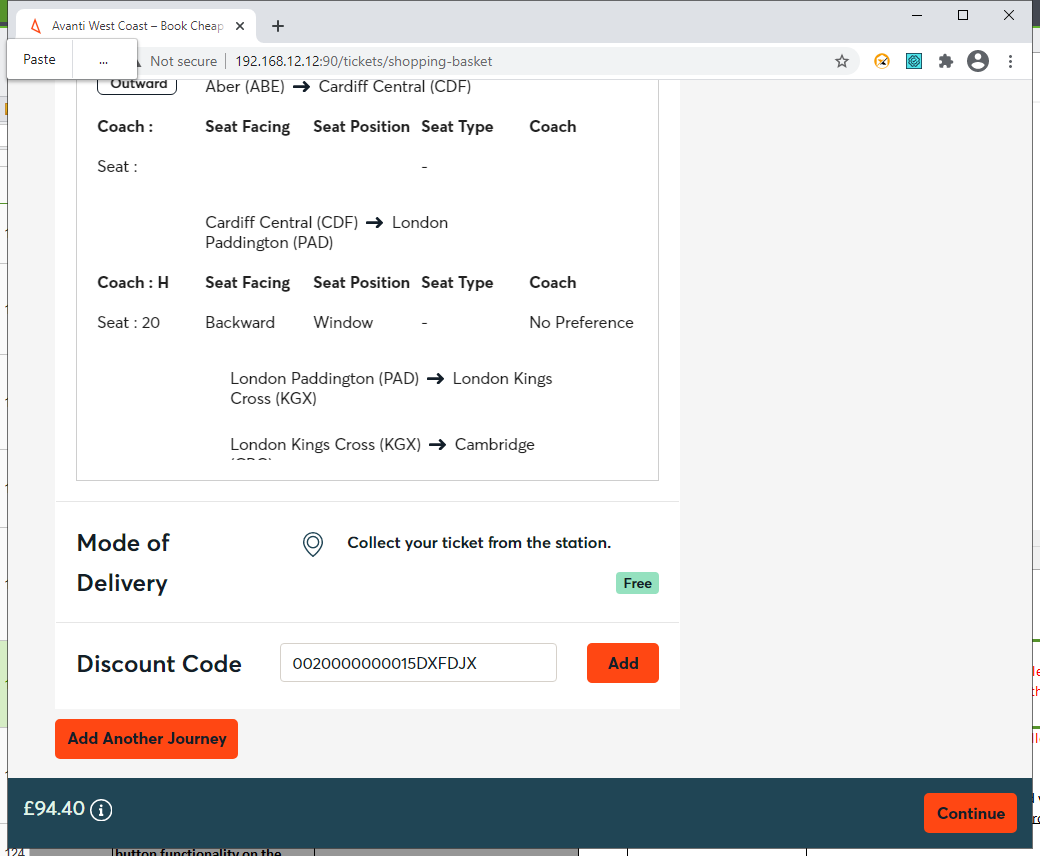 Avanti West Coast – Book Cheap
Paste
...
Not secure
192.168.12.12:90/tickets/shopping-basket
Outward
Aber (ABE) → Cardiff Central (CDF)
Coach : Seat Facing Seat Position Seat Type Coach
Seat : -
Cardiff Central (CDF) → London
Paddington (PAD)
Coach : H Seat Facing Seat Position Seat Type Coach
Seat : 20 Backward Window - No Preference
London Paddington (PAD) → London Kings
Cross (KGX)
London Kings Cross (KGX) → Cambridge
Mode of
Delivery
Collect your ticket from the station.
Free
Discount Code
0020000000015DXFDJX
Add
Add Another Journey
£94.40
Continue
124
button functionality on the